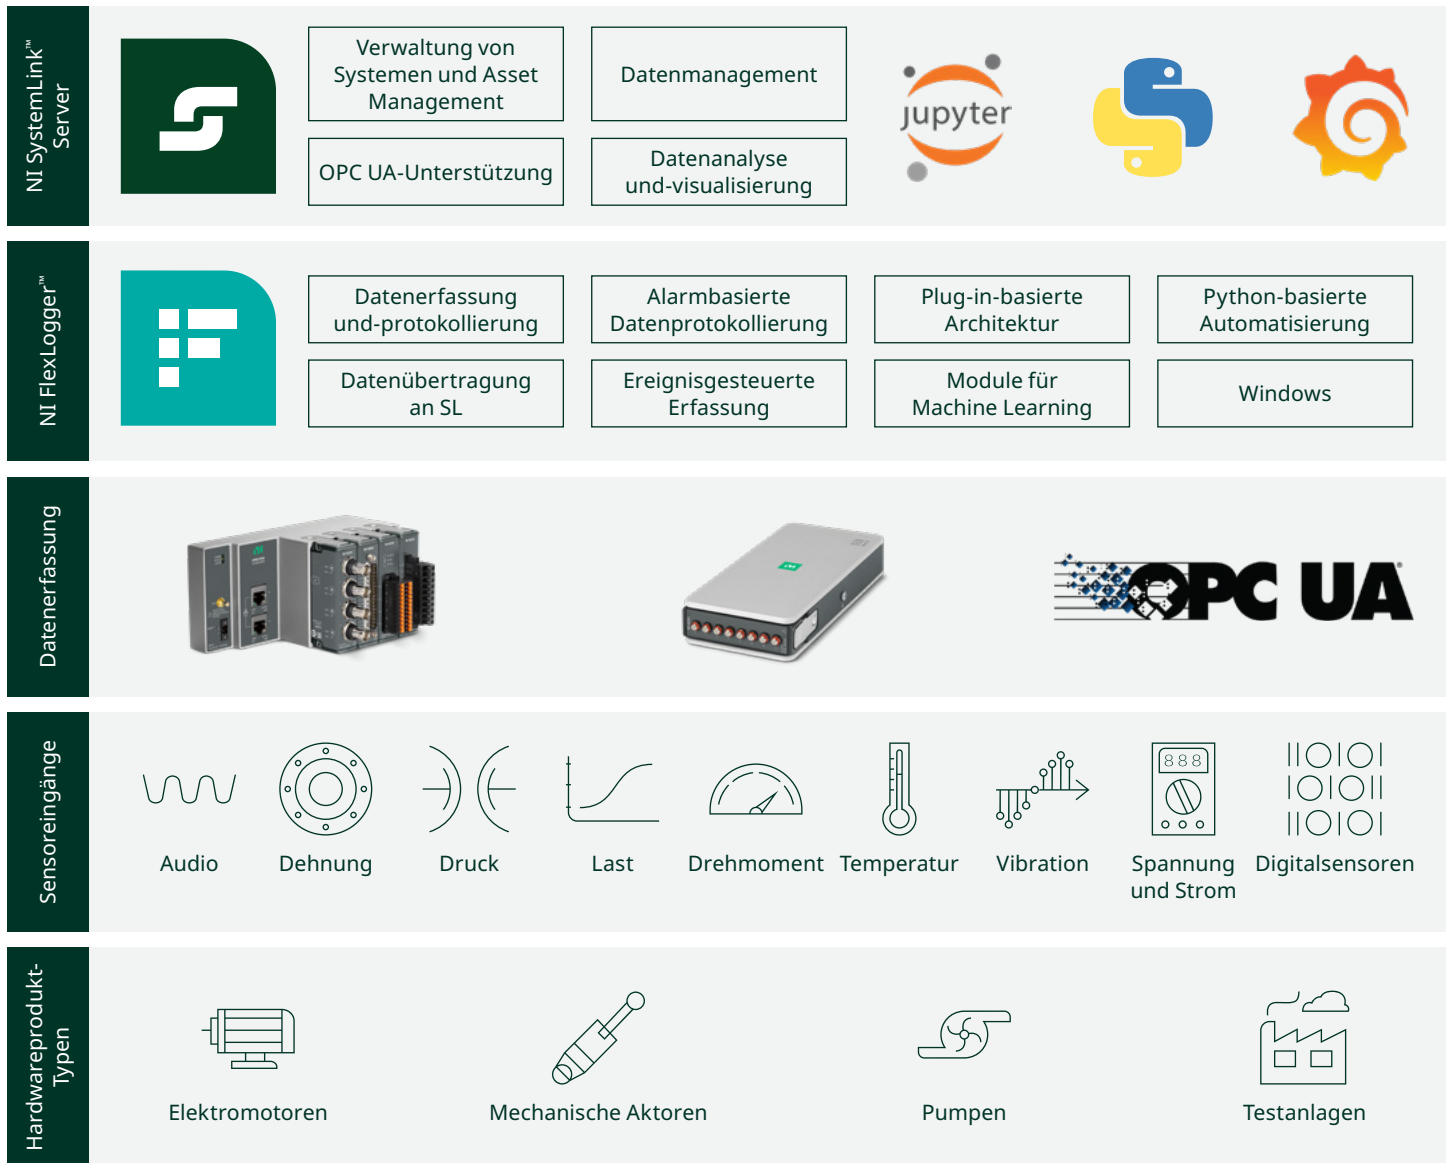 NI SystemLink™
Server
Verwaltung von
Systemen und Asset
Management
Datenmanagement
OPC UA-Unterstützung
Datenanalyse
und-visualisierung
jupyter
NI FlexLogger™
Datenerfassung
und-protokollierung
Alarmbasierte
Datenprotokollierung
Plug-in-basierte
Architektur
Python-basierte
Automatisierung
Datenübertragung
an SL
Ereignisgesteuerte
Erfassung
Module für
Machine Learning
Windows
Datenerfassung
OPC UA
Sensoreingänge
888
Audio
Dehnung
Druck
Last
Drehmoment
Temperatur
Vibration
Spannung
und Strom
Digitalsensoren
Hardwareprodukt-
Typen
Elektromotoren
Mechanische Aktoren
Pumpen
Testanlagen